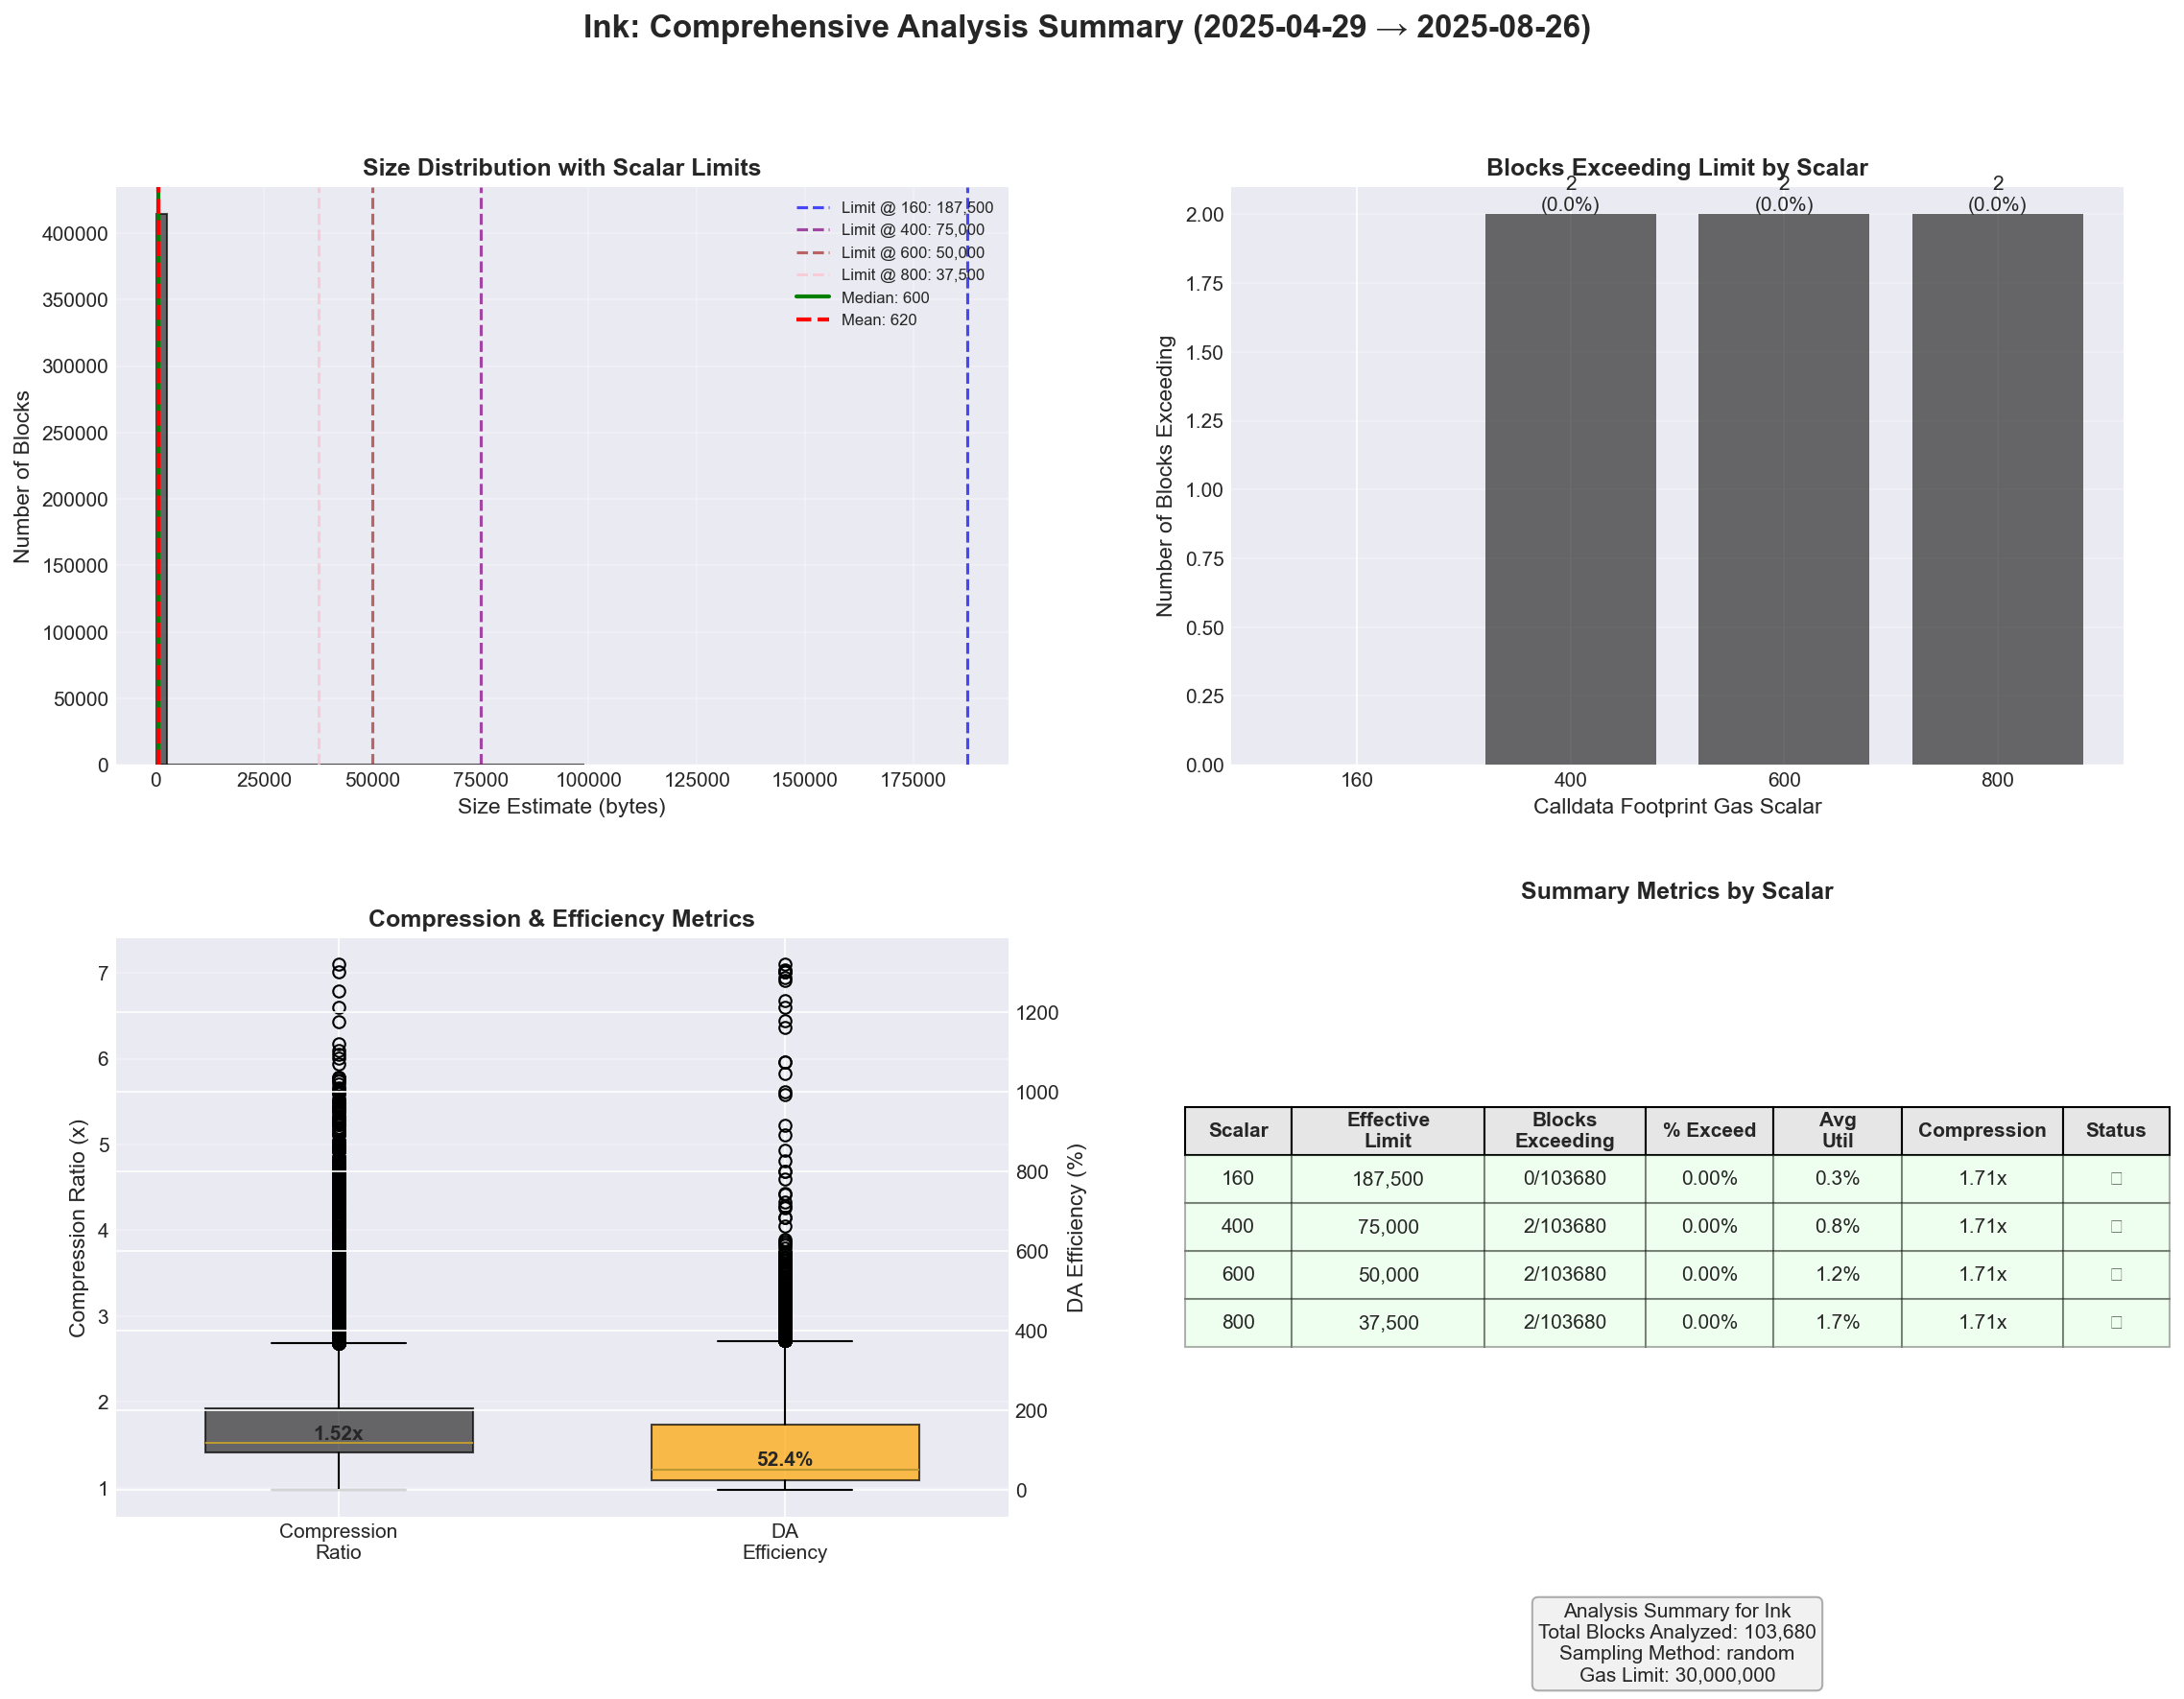 Ink: Comprehensive Analysis Summary (2025-04-29 → 2025-08-26)
Size Distribution with Scalar Limits
Number of Blocks
400000
350000
300000
250000
200000
150000
100000
50000
0
Limit @ 160: 187,500
Limit @ 400: 75,000
Limit @ 600: 50,000
Limit @ 800: 37,500
Median: 600
Mean: 620
0 25000 50000 75000 100000 125000 150000 175000
Size Estimate (bytes)
Blocks Exceeding Limit by Scalar
Number of Blocks Exceeding
2.00
1.75
1.50
1.25
1.00
0.75
0.50
0.25
0.00
2 2 2
(0.0%) (0.0%) (0.0%)
160 400 600 800
Calldata Footprint Gas Scalar
Compression & Efficiency Metrics
Compression Ratio (x)
7
6
5
4
3
2
1
1.52x
52.4%
1200
1000
800
600
400
200
0
DA Efficiency (%)
Compression
Ratio
DA
Efficiency
Summary Metrics by Scalar
Scalar Effective Limit Blocks Exceeding % Exceed Avg Util Compression Status
160 187,500 0/103680 0.00% 0.3% 1.71x
400 75,000 2/103680 0.00% 0.8% 1.71x
600 50,000 2/103680 0.00% 1.2% 1.71x
800 37,500 2/103680 0.00% 1.7% 1.71x
Analysis Summary for Ink
Total Blocks Analyzed: 103,680
Sampling Method: random
Gas Limit: 30,000,000